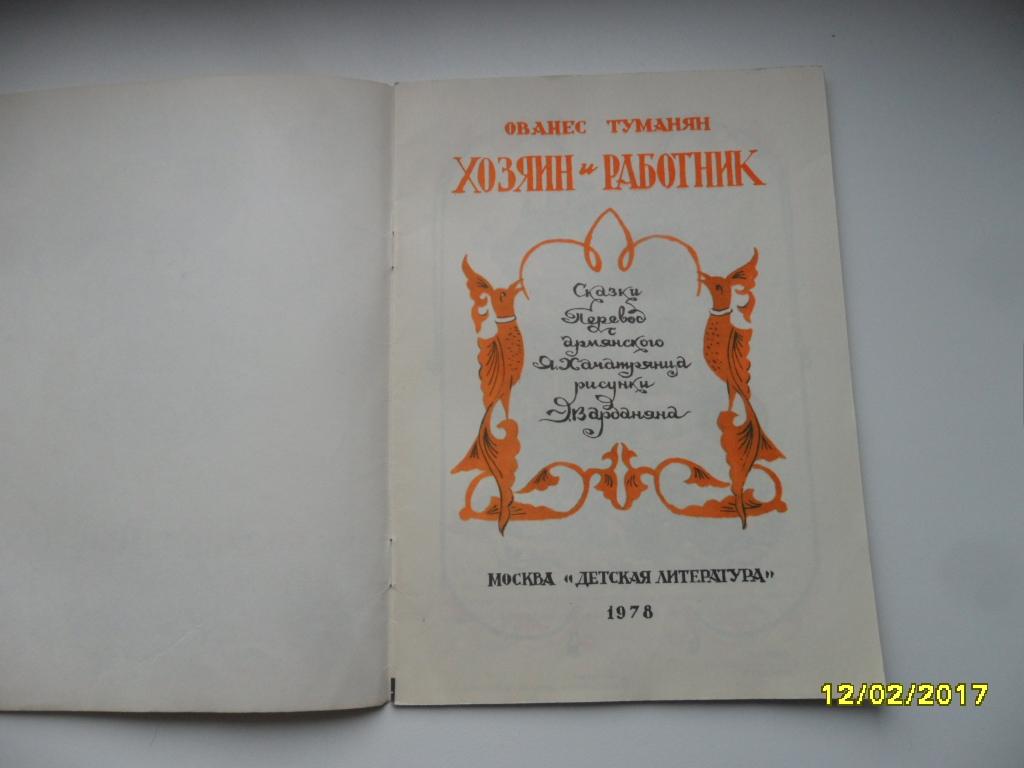 ОВАНЕС ТУМАНЯН
ХОЗЯИН и РАБОТНИК
Сказки
Перевод
с
армянского
Я. Хачатрянца
рисунки
Э. Варданяна
МОСКВА «ДЕТСКАЯ ЛИТЕРАТУРА»
1978
12/02/2017